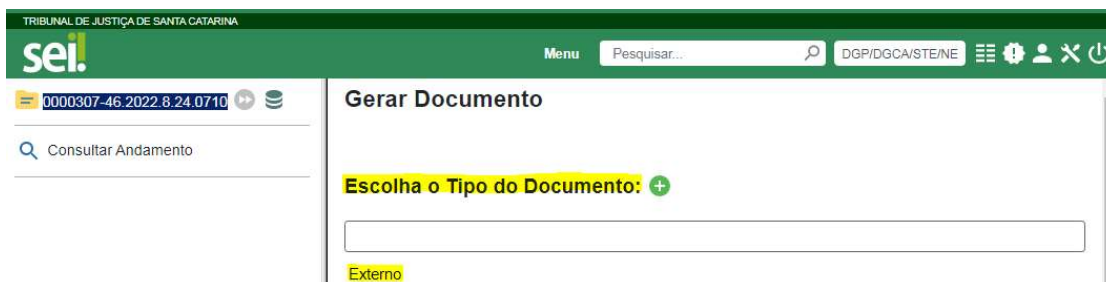 TRIBUNAL DE JUSTIÇA DE SANTA CATARINA
sei!
Menu
Pesquisar...
DGP/DGCA/STE/NE
0000307-46.2022.8.24.0710
Consultar Andamento
Gerar Documento
Escolha o Tipo do Documento:
Externo